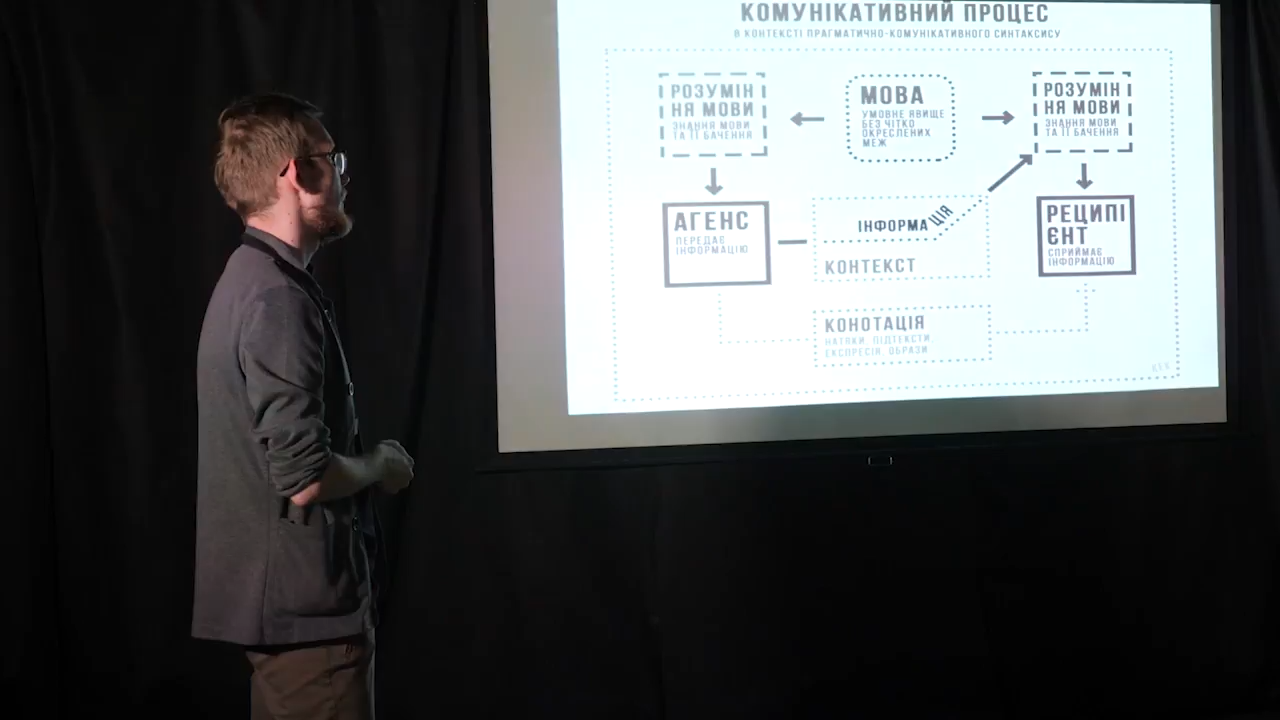 КОМУНІКАТИВНИЙ ПРОЦЕС
В КОНТЕКСТІ ПРАГМАТИЧНО-КОМУНІКАТИВНОГО СИНТАКСИСУ
РОЗУМІН
НЯ МОВИ
ЗНАННЯ МОВИ
ТА ЇЇ БАЧЕННЯ
МОВА
УМОВНЕ ЯВИЩЕ
БЕЗ ЧІТКО
ОКРЕСЛЕНИХ
МЕЖ
РОЗУМІН
НЯ МОВИ
ЗНАННЯ МОВИ
ТА ЇЇ БАЧЕННЯ
АГЕНС
ПЕРЕДАЄ
ІНФОРМАЦІЮ
ІНФОРМАЦІЯ
КОНТЕКСТ
РЕЦИПІ
ЄНТ
СПРИЙМАЄ
ІНФОРМАЦІЮ
КОНОТАЦІЯ
НАТЯКИ, ПІДТЕКСТИ,
ЕКСПРЕСІЯ, ОБРАЗИ